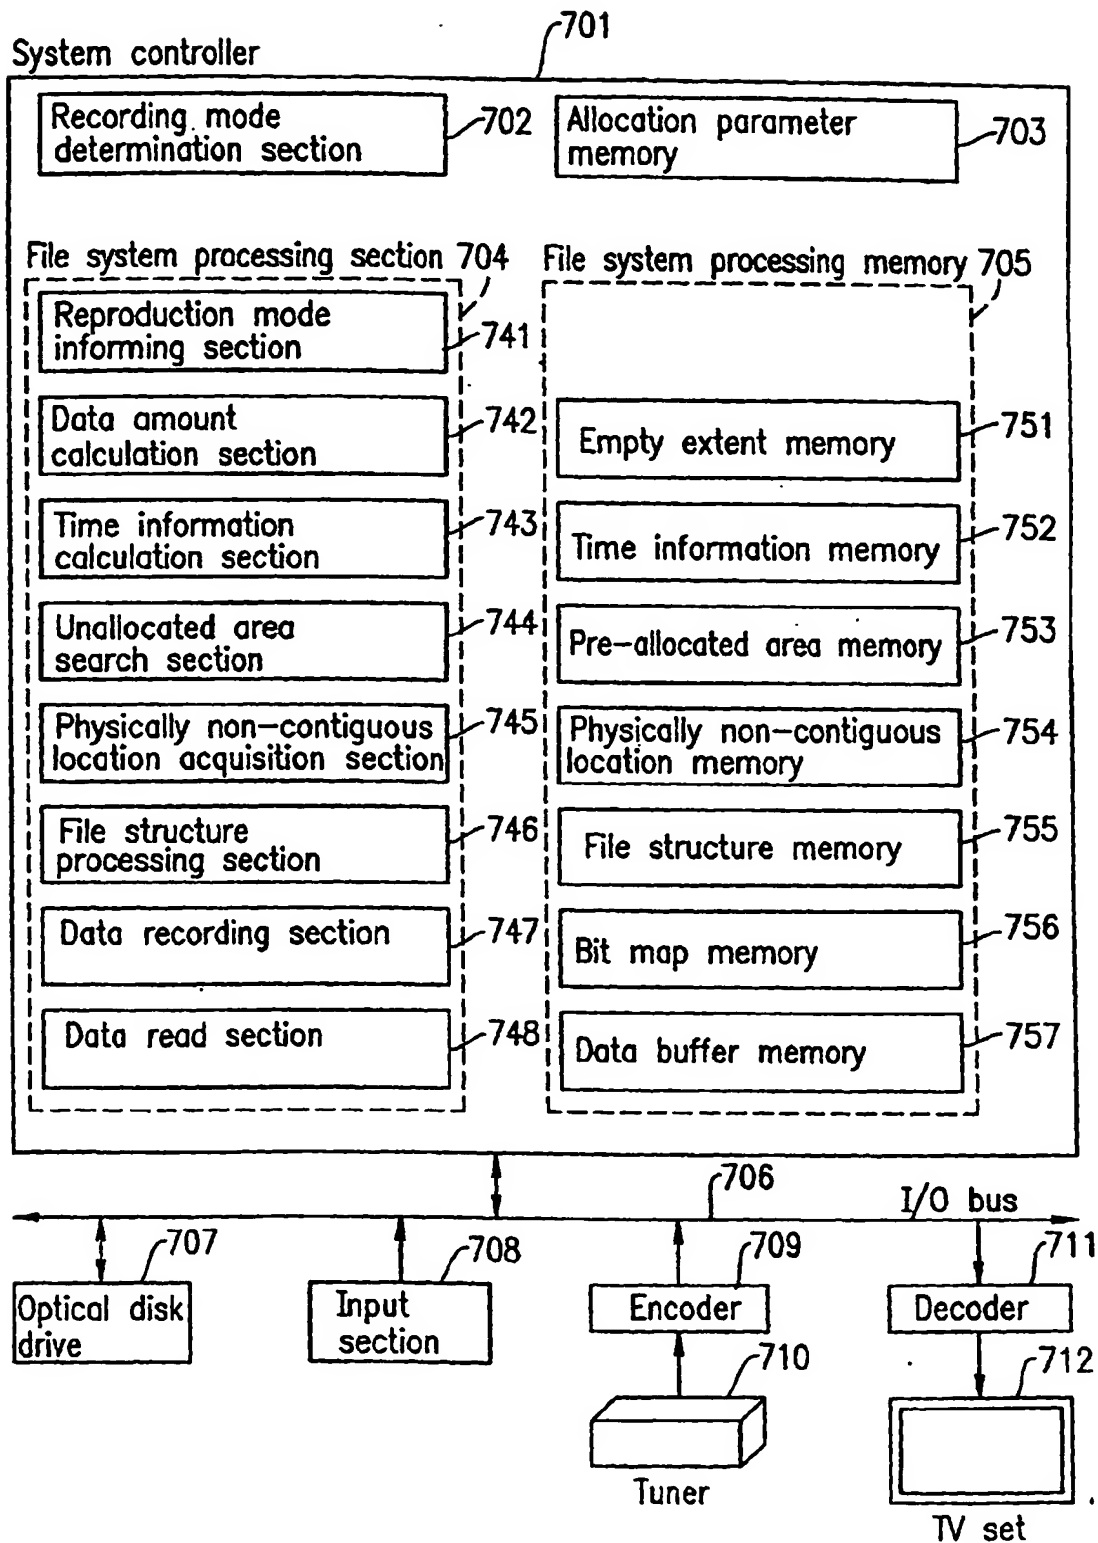 701
System controller
Recording mode
determination section
702
Allocation parameter
memory
703
File system processing section 704
Reproduction mode
informing section
741
Data amount
calculation section
742
Time information
calculation section
743
Unallocated area
search section
744
Physically non-contiguous
location acquisition section
745
File structure
processing section
746
Data recording section
747
Data read section
748
File system processing memory 705
Empty extent memory
751
Time information memory
752
Pre-allocated area memory
753
Physically non-contiguous
location memory
754
File structure memory
755
Bit map memory
756
Data buffer memory
757
706
I/O bus
707
Optical disk
drive
708
Input
section
709
Encoder
710
Tuner
711
Decoder
712
TV set